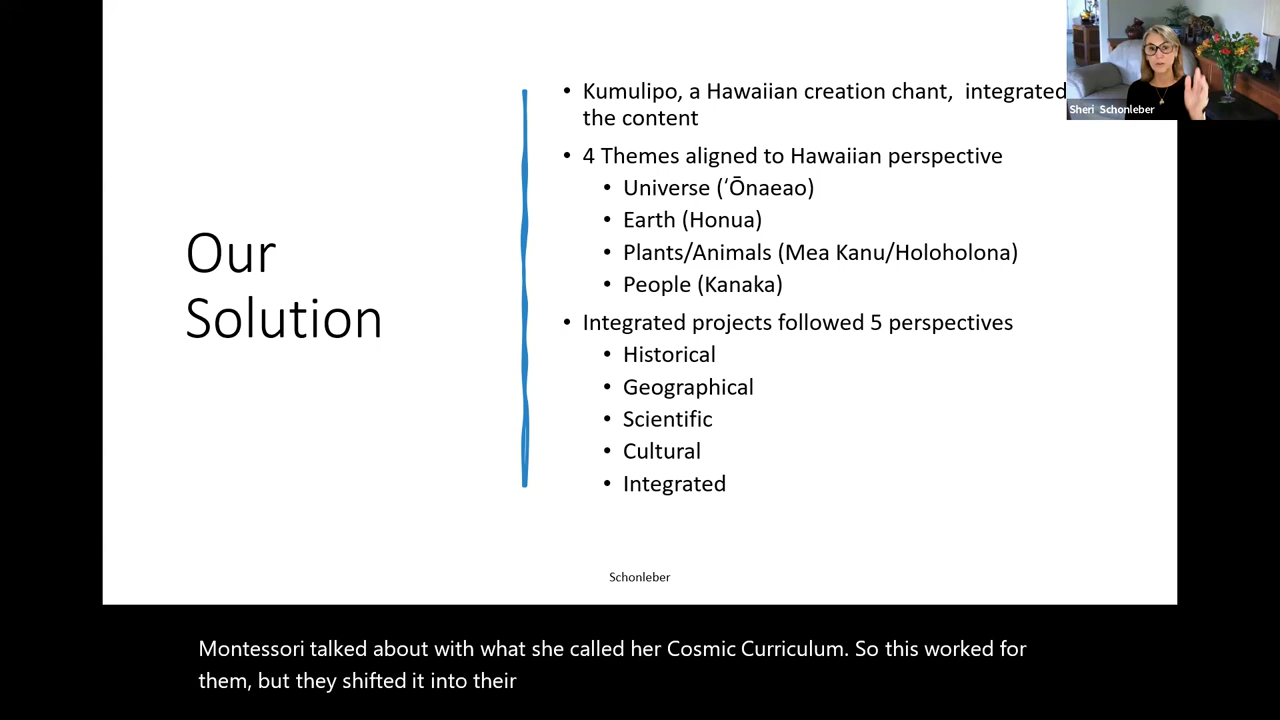 Our
Solution
• Kumulipo, a Hawaiian creation chant,  integrated
the content
• 4 Themes aligned to Hawaiian perspective
• Universe (ʻŌnaeao)
• Earth (Honua)
• Plants/Animals (Mea Kanu/Holoholona)
• People (Kanaka)
• Integrated projects followed 5 perspectives
• Historical
• Geographical
• Scientific
• Cultural
• Integrated
Schonleber
Sheri Schonleber
Montessori talked about with what she called her Cosmic Curriculum. So this worked for
them, but they shifted it into their